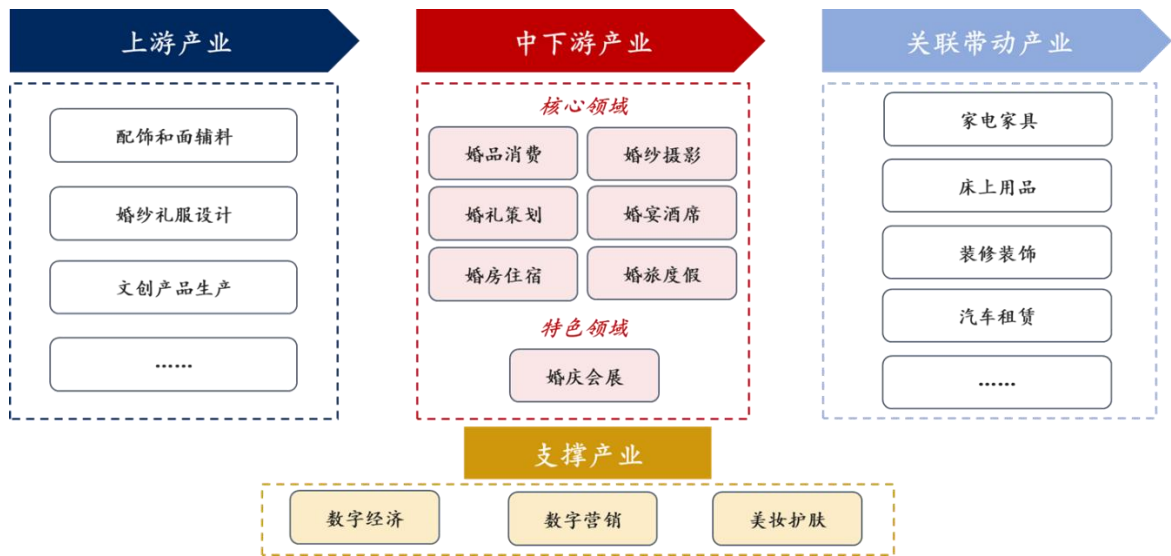 上游产业
配饰和面辅料
婚纱礼服设计
文创产品生产
……
中下游产业
核心领域
婚品消费
婚纱摄影
婚礼策划
婚宴酒席
婚房住宿
婚旅度假
特色领域
婚庆会展
关联带动产业
家电家具
床上用品
装修装饰
汽车租赁
……
支撑产业
数字经济
数字营销
美妆护肤